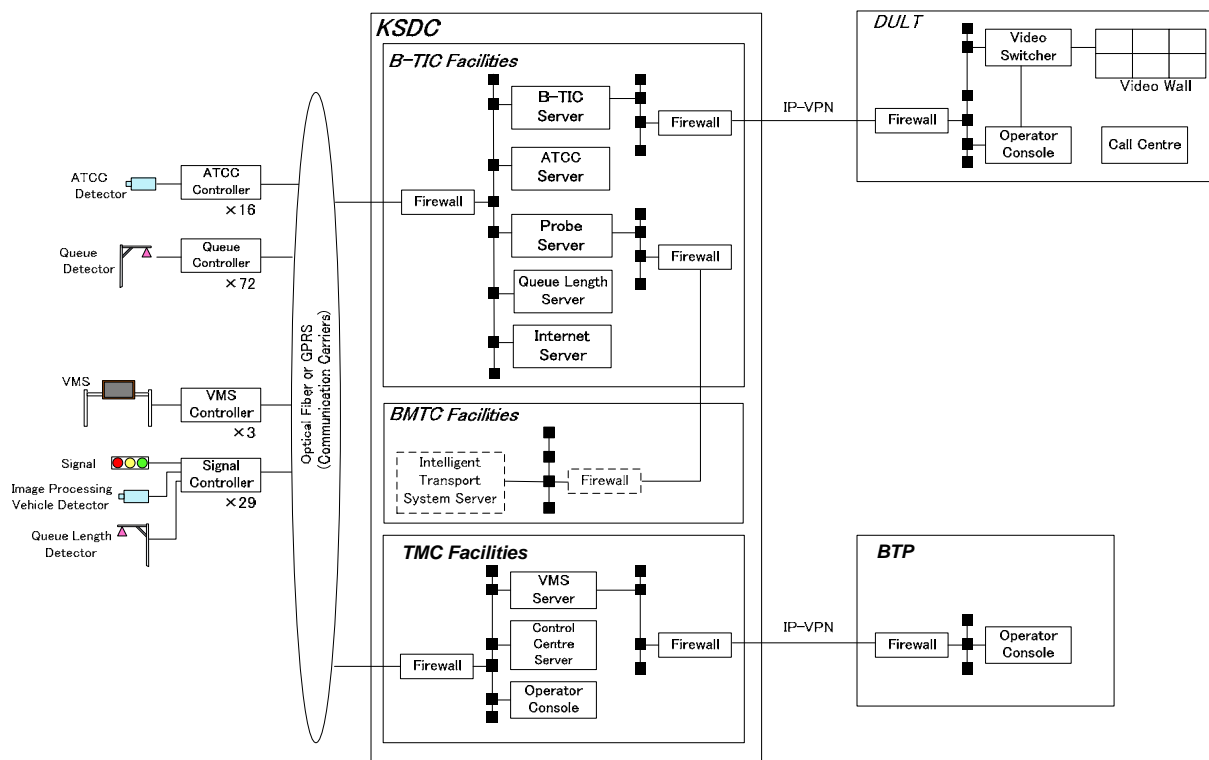 KSDC
B-TIC Facilities
B-TIC
Server
Firewall
ATCC
Server
Firewall
Probe
Server
Firewall
Queue Length
Server
Internet
Server
IP-VPN
DULT
Video
Switcher
Video Wall
Firewall
Operator
Console
Call Centre
ATCC
Detector
ATCC
Controller
×16
Queue
Detector
Queue
Controller
×72
VMS
VMS
Controller
×3
Signal
Signal
Controller
×29
Image Processing
Vehicle Detector
Queue Length
Detector
Optical Fiber or GPRS
(Communication Carriers)
BMTC Facilities
Intelligent
Transport
System Server
Firewall
TMC Facilities
VMS
Server
Control
Centre
Server
Firewall
Firewall
Operator
Console
IP-VPN
BTP
Firewall
Operator
Console